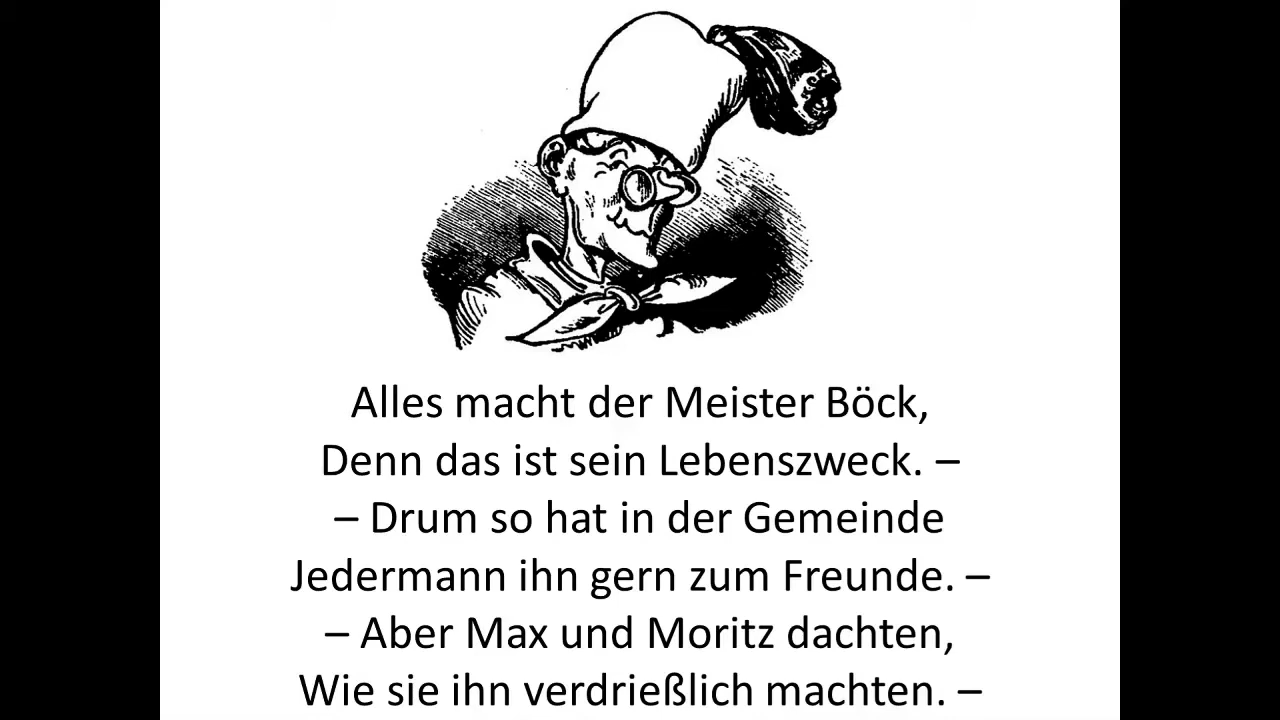 Alles macht der Meister Böck,
Denn das ist sein Lebenszweck. –
– Drum so hat in der Gemeinde
Jedermann ihn gern zum Freunde. –
– Aber Max und Moritz dachten,
Wie sie ihn verdrießlich machten. –